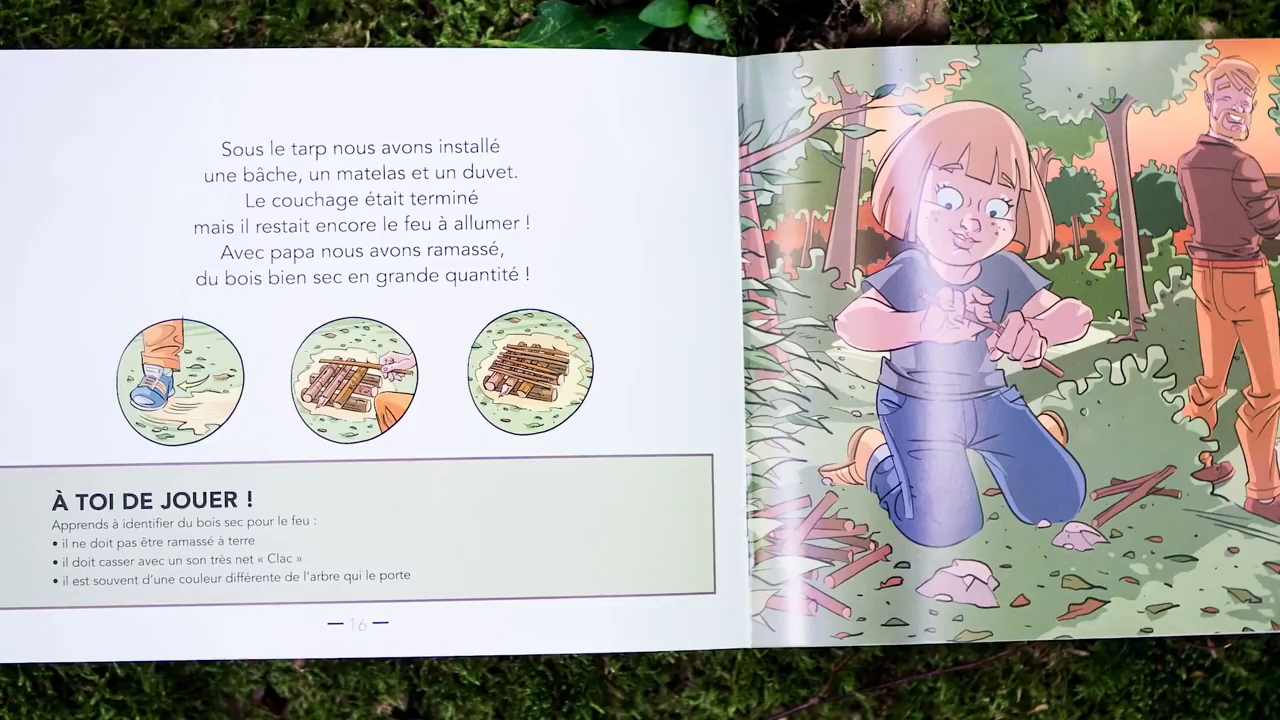 Sous le tarp nous avons installé
une bâche, un matelas et un duvet.
Le couchage était terminé
mais il restait encore le feu à allumer !
Avec papa nous avons ramassé,
du bois bien sec en grande quantité !
À TOI DE JOUER !
Apprends à identifier du bois sec pour le feu :
• il ne doit pas être ramassé à terre
• il doit casser avec un son très net « Clac »
• il est souvent d'une couleur différente de l'arbre qui le porte
— 16 —